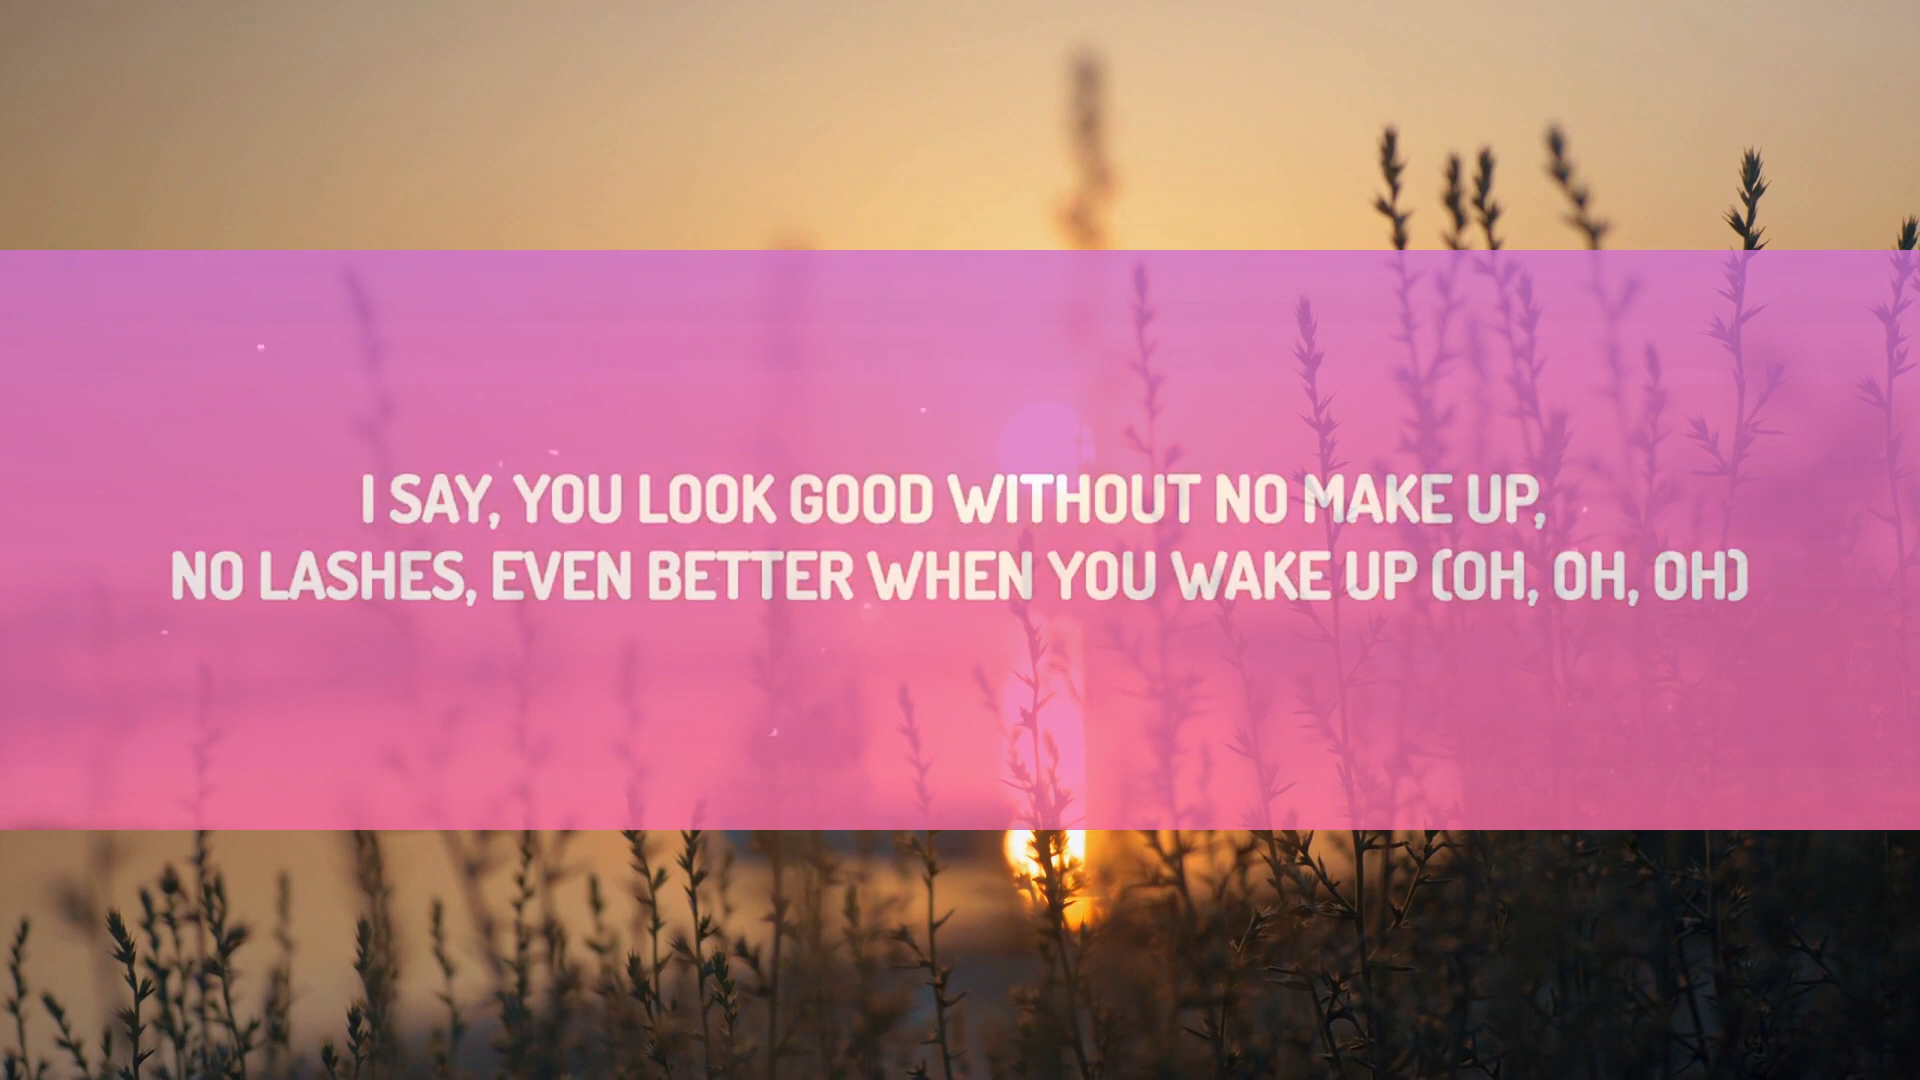 I SAY, YOU LOOK GOOD WITHOUT NO MAKE UP,
NO LASHES, EVEN BETTER WHEN YOU WAKE UP (OH, OH, OH)